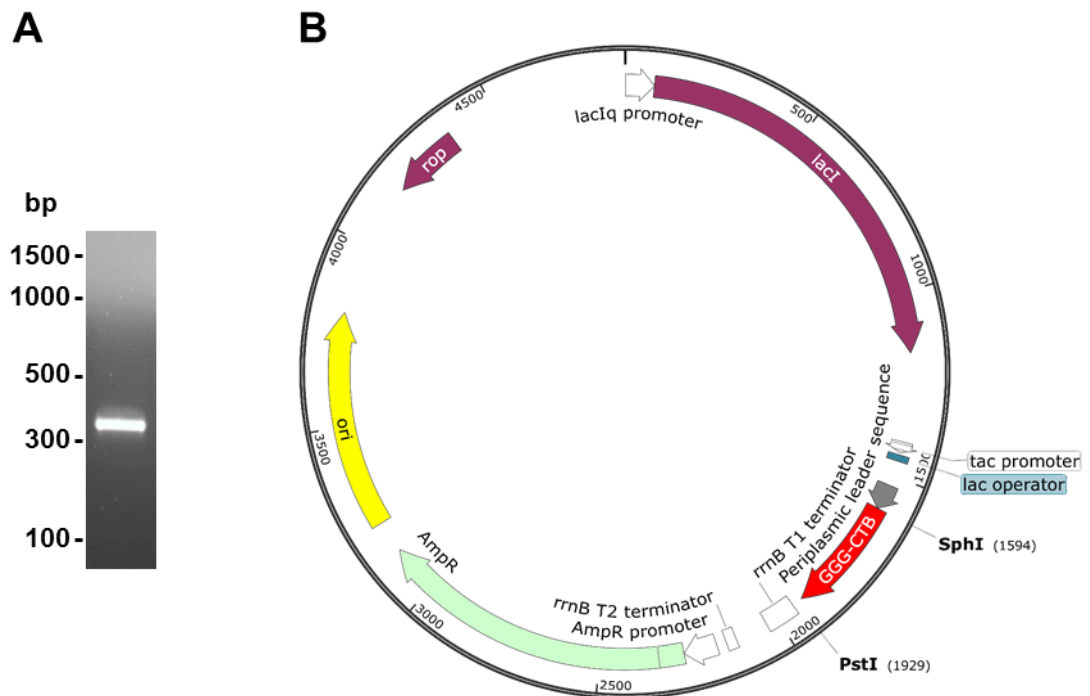 A
bp
1500 -
1000 -
500 -
300 -
100 -
B
lacIq promoter
lacI
500
1000
1500
tac promoter
lac operator
Periplasmic leader sequence
GGG-CTB
SphI (1594)
PstI (1929)
rrnB T1 terminator
2000
rrnB T2 terminator
AmpR promoter
2500
AmpR
3000
ori
3500
4000
rop
4500